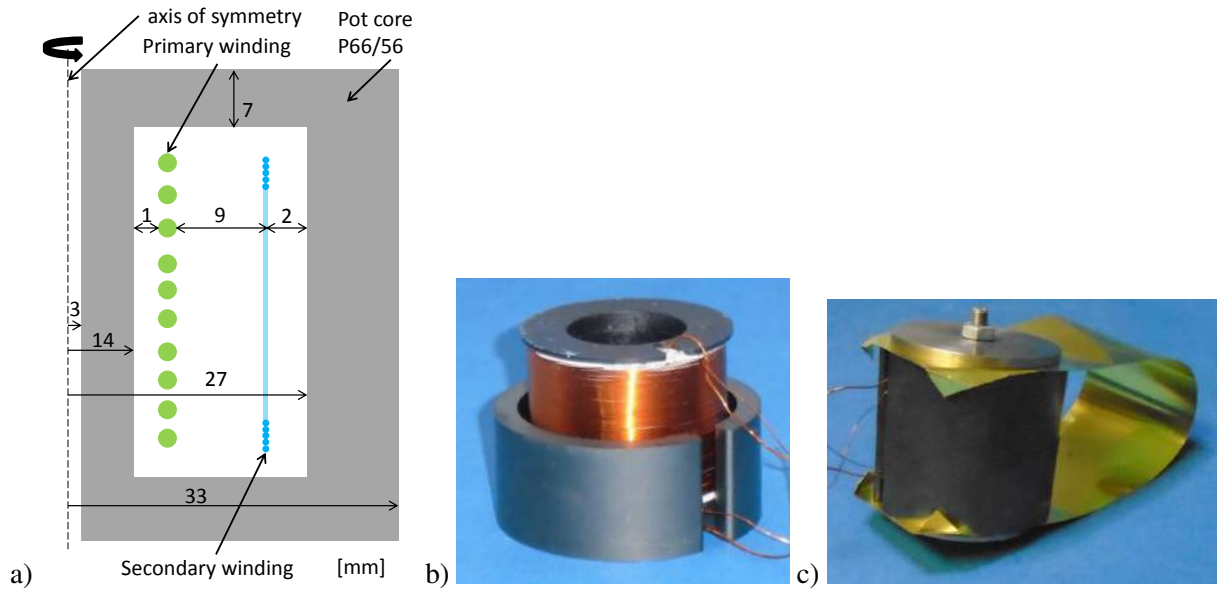 axis of symmetry
Primary winding
Pot core
P66/56
7
1
9
2
3
14
27
33
Secondary winding
[mm]
a)
b)
c)